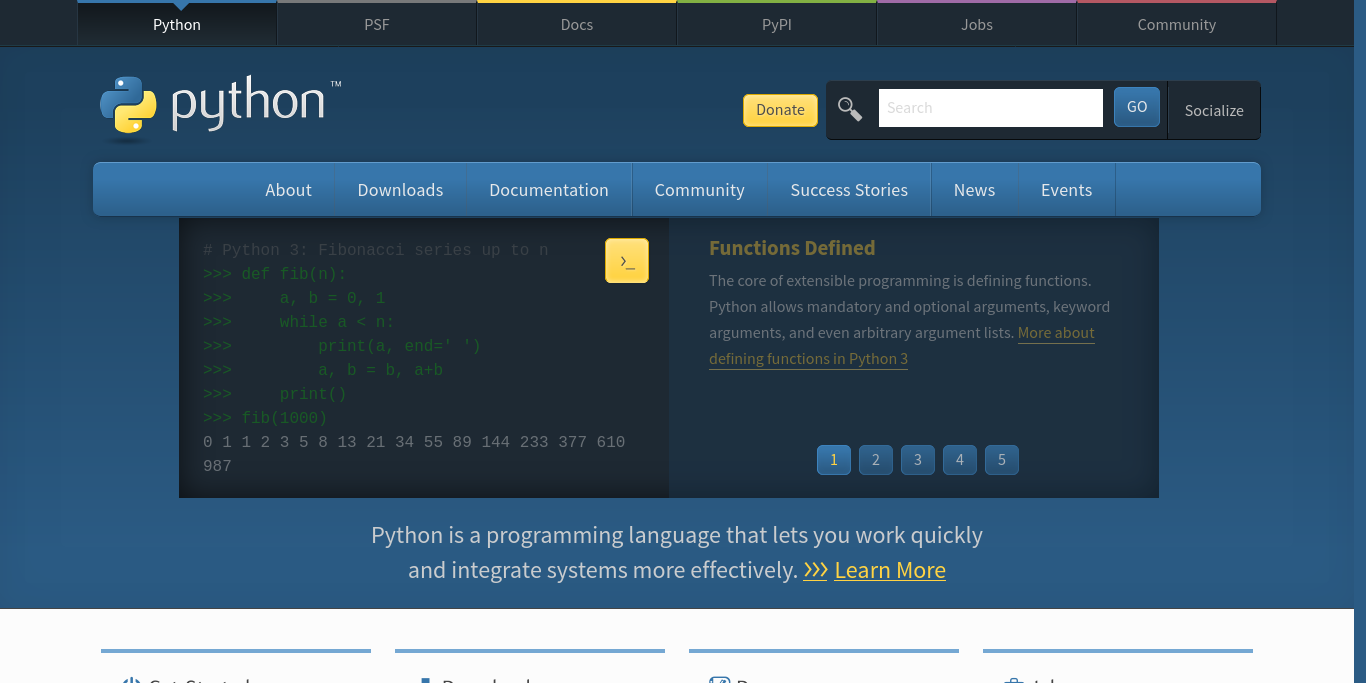 Python
PSF
Docs
PyPI
Jobs
Community
python™
Donate
Search
GO
Socialize
About
Downloads
Documentation
Community
Success Stories
News
Events
# Python 3: Fibonacci series up to n
>>> def fib(n):
>>>     a, b = 0, 1
>>>     while a < n:
>>>         print(a, end=' ')
>>>         a, b = b, a+b
>>>     print()
>>> fib(1000)
0 1 1 2 3 5 8 13 21 34 55 89 144 233 377 610
987
>_
Functions Defined
The core of extensible programming is defining functions.
Python allows mandatory and optional arguments, keyword
arguments, and even arbitrary argument lists. More about
defining functions in Python 3
1
2
3
4
5
Python is a programming language that lets you work quickly
and integrate systems more effectively. >>> Learn More
Get Started
Download
Docs
Jobs